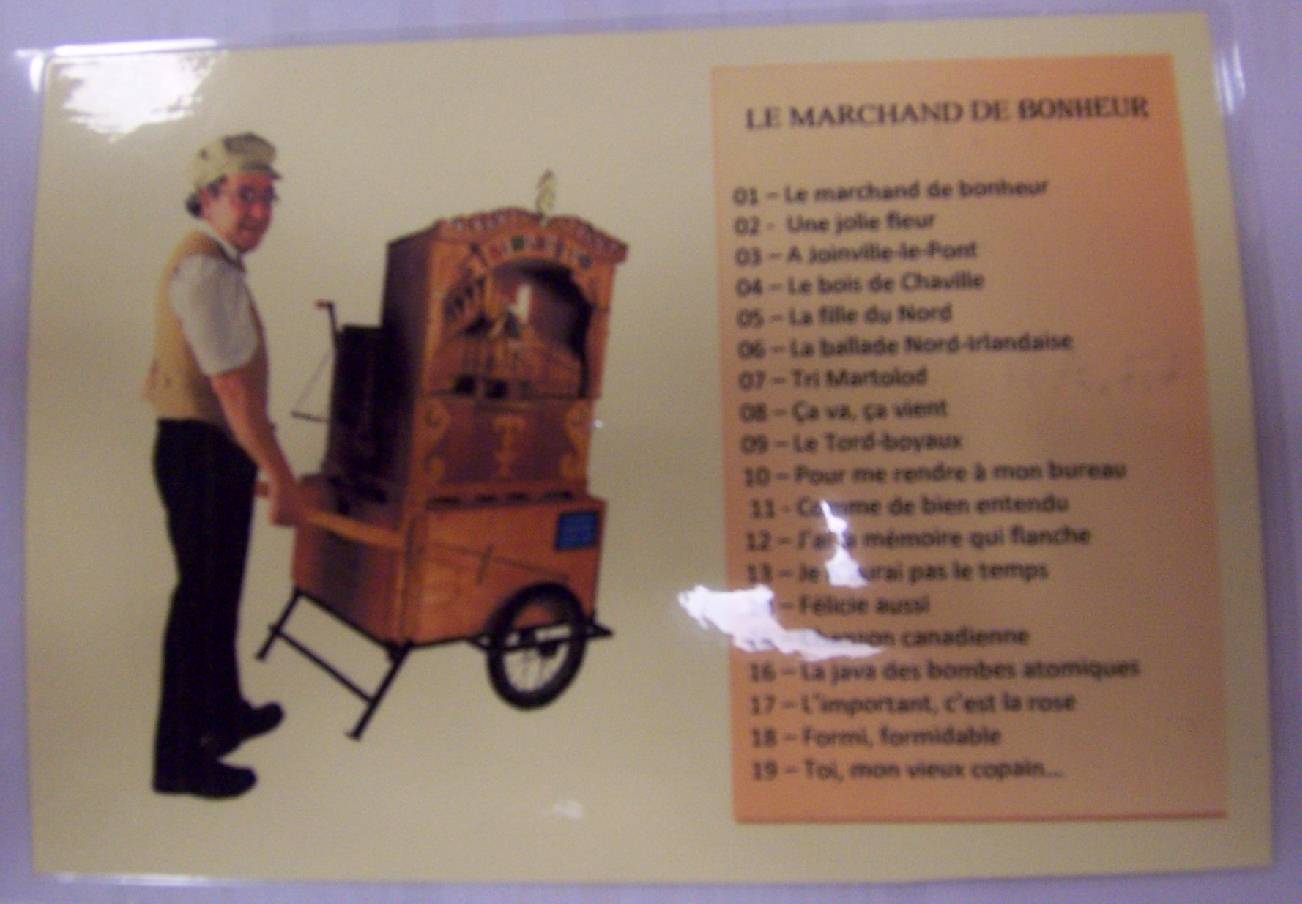 LE MARCHAND DE BONHEUR
01 – Le marchand de bonheur
02 - Une jolie fleur
03 – A Joinville-le-Pont
04 – Le bois de Chaville
05 – La fille du Nord
06 – La ballade Nord-Irlandaise
07 – Tri Martolod
08 – Ça va, ça vient
09 – Le Tord-boyaux
10 – Pour me rendre à mon bureau
11 - Comme de bien entendu
12 – J'ai la mémoire qui flanche
13 – Je pas le temps
– Félicie aussi
canadienne
16 – La java des bombes atomiques
17 – L'important, c'est la rose
18 – Formi, formidable
19 – Toi, mon vieux copain...